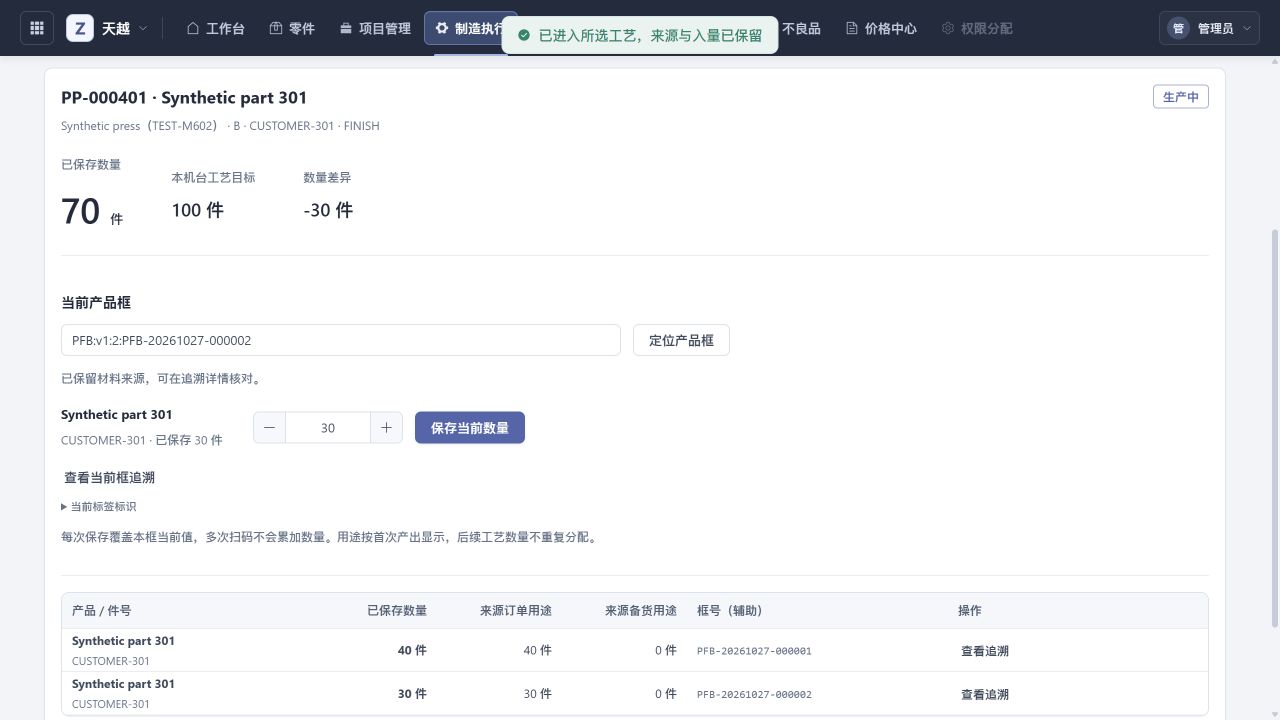 Z 天越 工作台 零件 项目管理 制造执行 不良品 价格中心 权限分配 管 管理员
已进入所选工艺，来源与入量已保留
PP-000401 · Synthetic part 301
生产中
Synthetic press（TEST-M602） · B · CUSTOMER-301 · FINISH
已保存数量
70 件
本机台工艺目标
100 件
数量差异
-30 件
当前产品框
PFB:v1:2:PFB-20261027-000002
定位产品框
已保留材料来源，可在追溯详情核对。
Synthetic part 301
CUSTOMER-301 · 已保存 30 件
30
保存当前数量
查看当前框追溯
当前标签标识
每次保存覆盖本框当前值，多次扫码不会累加数量。用途按首次产出显示，后续工艺数量不重复分配。
产品 / 件号 已保存数量 来源订单用途 来源备货用途 框号（辅助） 操作
Synthetic part 301
CUSTOMER-301
40 件 40 件 0 件 PFB-20261027-000001 查看追溯
Synthetic part 301
CUSTOMER-301
30 件 30 件 0 件 PFB-20261027-000002 查看追溯